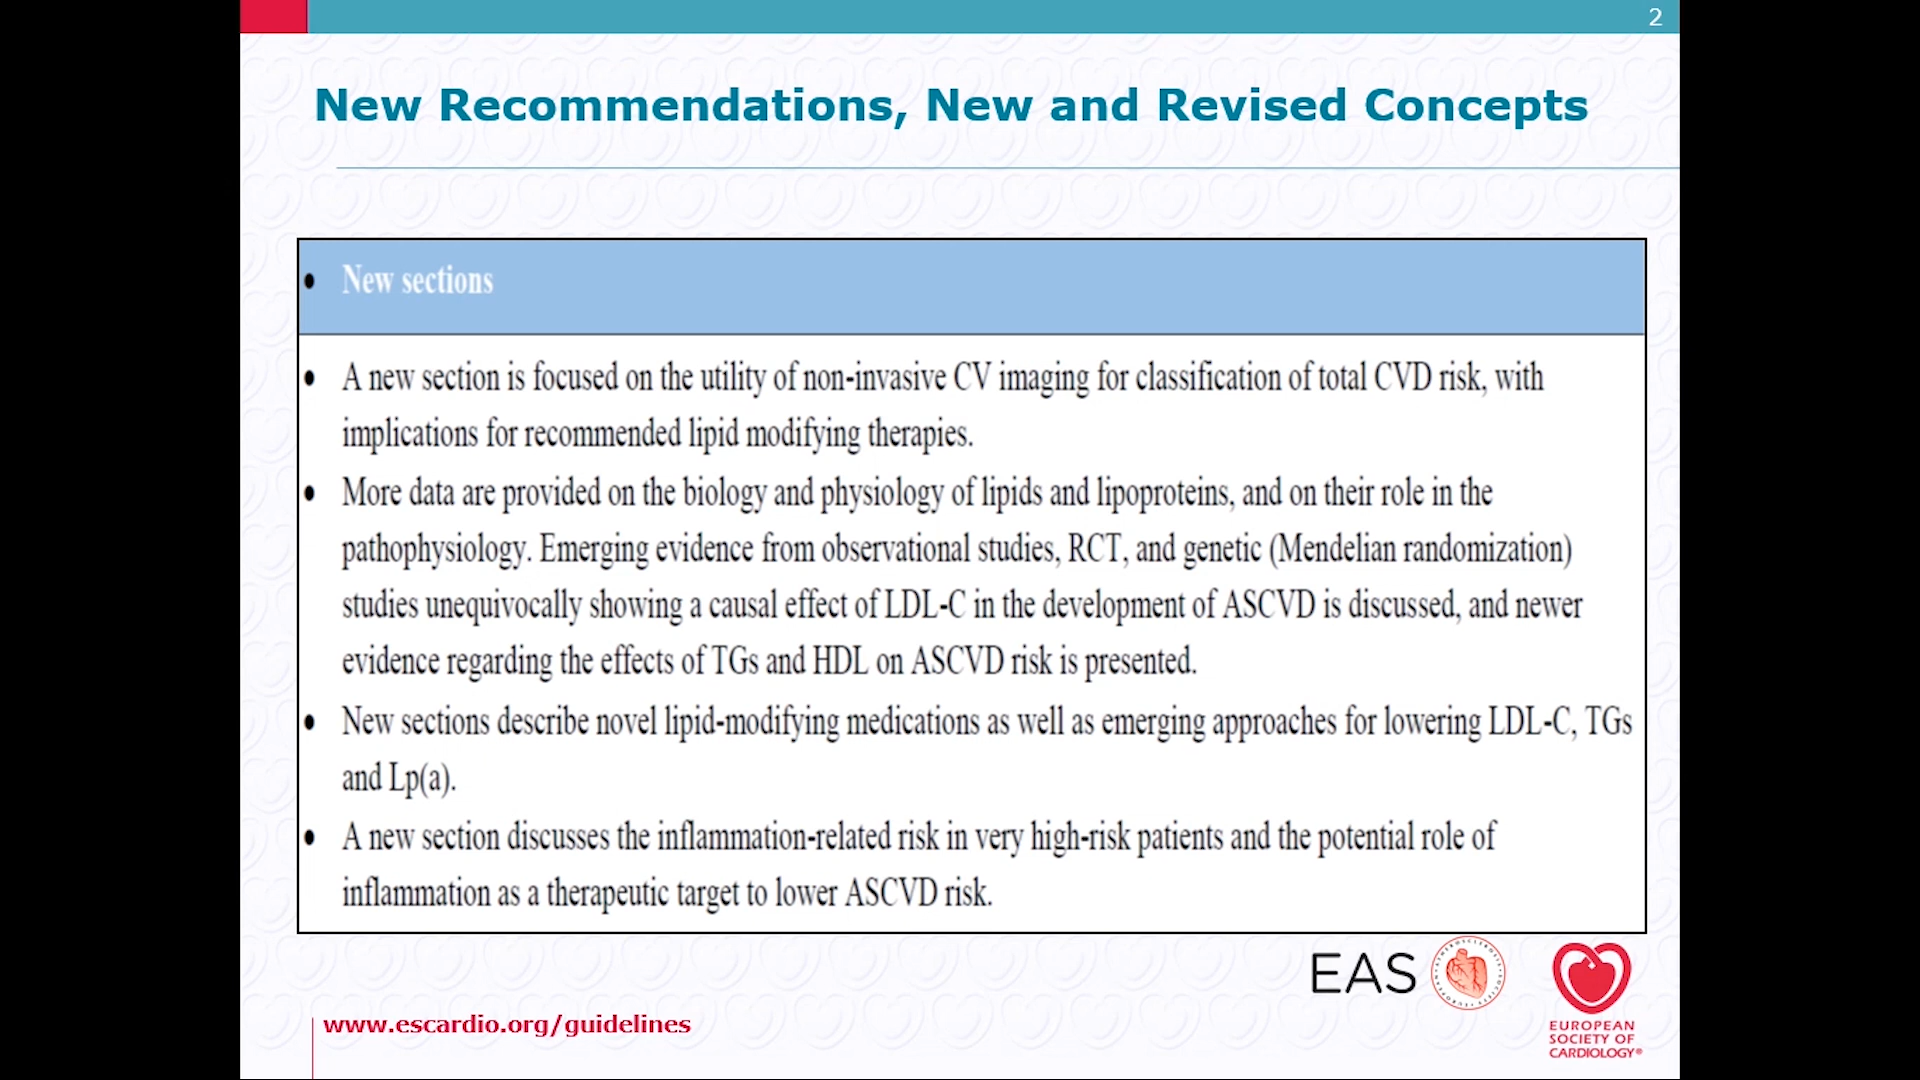 2
New Recommendations, New and Revised Concepts
• New sections
• A new section is focused on the utility of non-invasive CV imaging for classification of total CVD risk, with
implications for recommended lipid modifying therapies.
• More data are provided on the biology and physiology of lipids and lipoproteins, and on their role in the
pathophysiology. Emerging evidence from observational studies, RCT, and genetic (Mendelian randomization)
studies unequivocally showing a causal effect of LDL-C in the development of ASCVD is discussed, and newer
evidence regarding the effects of TGs and HDL on ASCVD risk is presented.
• New sections describe novel lipid-modifying medications as well as emerging approaches for lowering LDL-C, TGs
and Lp(a).
• A new section discusses the inflammation-related risk in very high-risk patients and the potential role of
inflammation as a therapeutic target to lower ASCVD risk.
EAS
www.escardio.org/guidelines
EUROPEAN
SOCIETY OF
CARDIOLOGY®